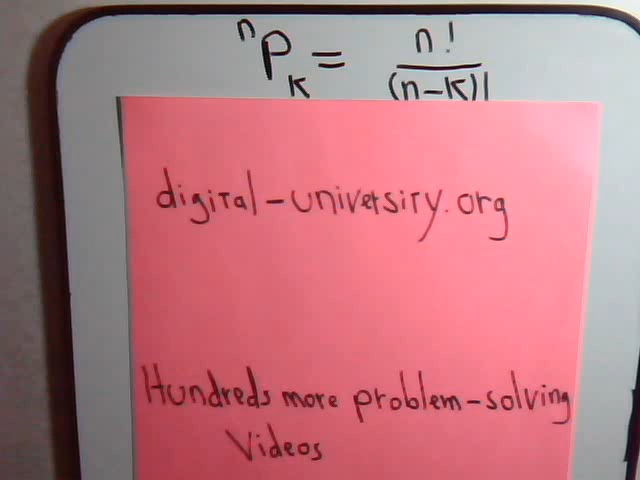 ⁿPₖ = n!/(n-k)!
digital-university.org
Hundreds more problem-solving
Videos